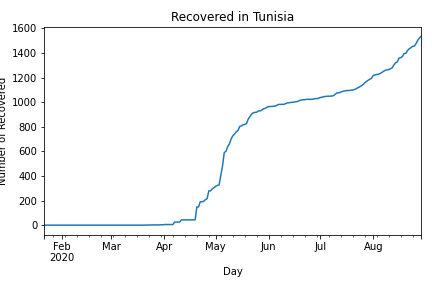 Recovered in Tunisia
1600
1400
1200
1000
800
600
400
200
0
Number of Recovered
Feb
2020
Mar
Apr
May
Jun
Jul
Aug
Day